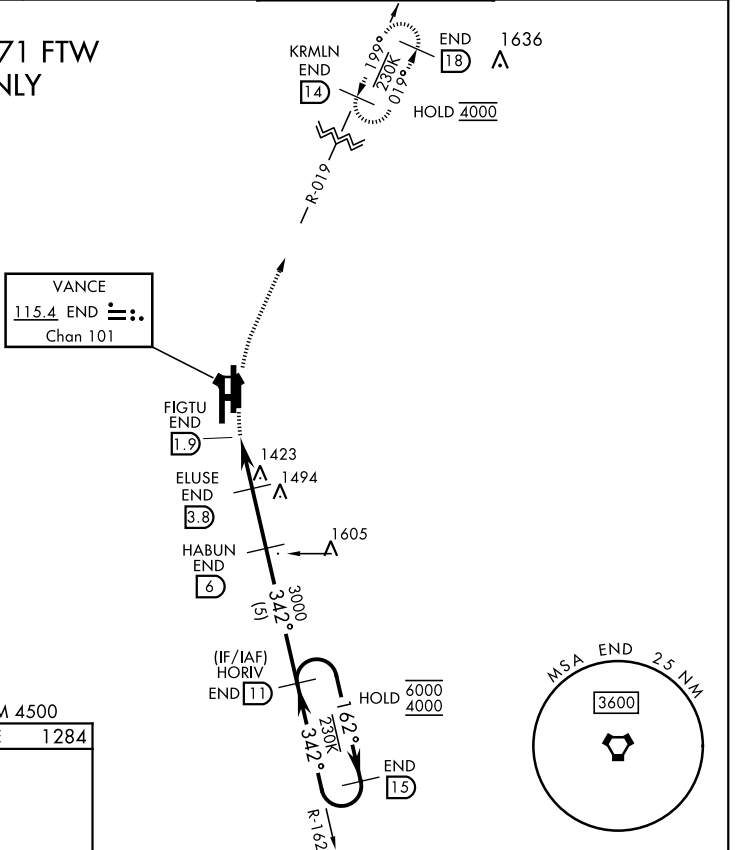 71 FTW
NLY
KRMLN
END
14
199°
230K
019°
END
18
1636
HOLD 4000
R-019
VANCE
115.4 END
Chan 101
FIGTU
END
1.9
1423
ELUSE
END
3.8
1494
HABUN
END
6
1605
3000
342°
(5)
(IF/IAF)
HORIV
END 11
HOLD 6000
4000
162°
230K
342°
END
15
R-162
MSA END 25 NM
3600
M 4500
E 1284